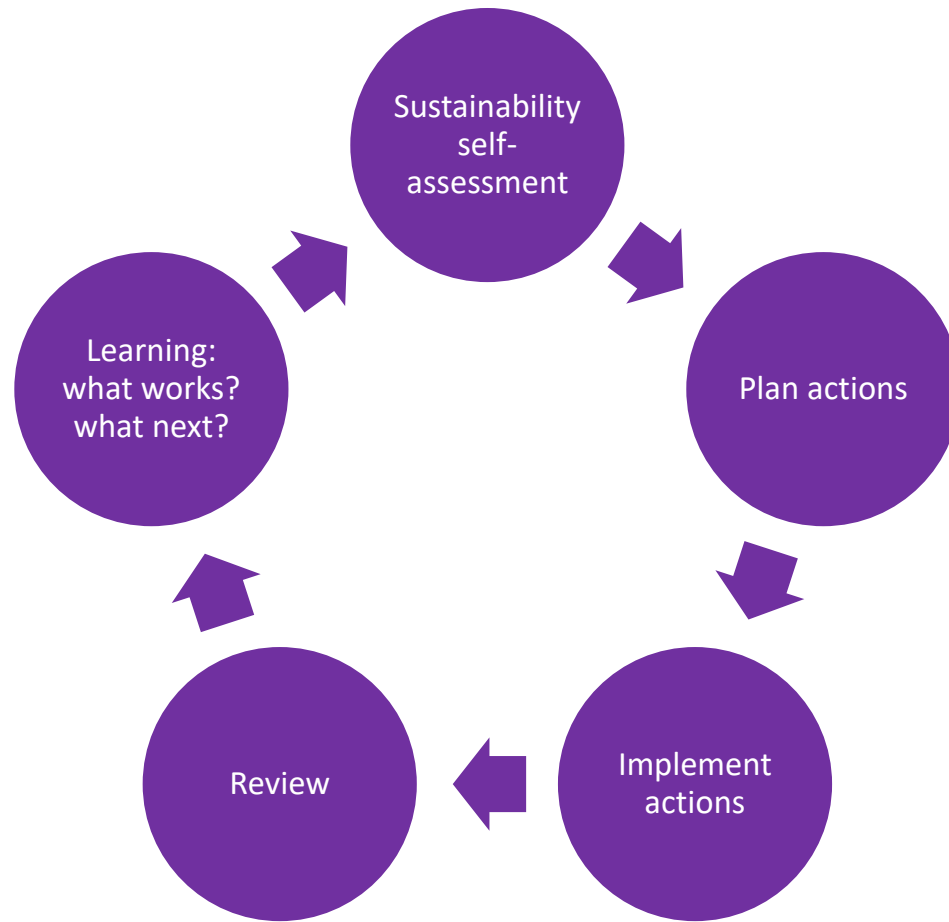 Sustainability
self-
assessment
Plan actions
Implement
actions
Review
Learning:
what works?
what next?